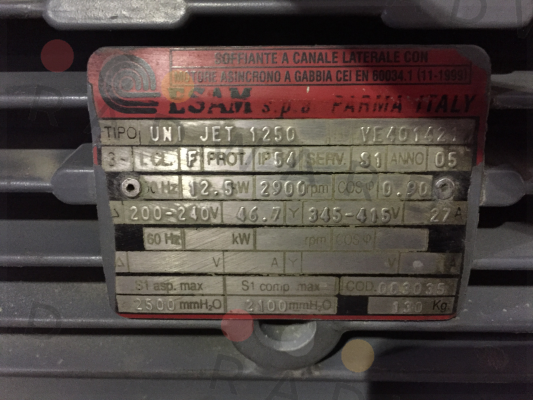 SOFFIANTE A CANALE LATERALE CON
MOTORE ASINCRONO A GABBIA CEI EN 60034.1 (11-1999)
ESAM s.p.a PARMA ITALY
TIPO UNI JET 1250
3~ I.CL. F PROT. IP 54 SERV. S1 ANNO 05
Hz 12.5 kW 2900 rpm COSφ 0.90
Δ 200-240 V 46.7 Y 345-415 V 27 A
60 Hz kW rpm COSφ
Δ V A Y V
S1 asp. max S1 comp. max COD. 003035
2500 mmH2O 2100 mmH2O 130 Kg.